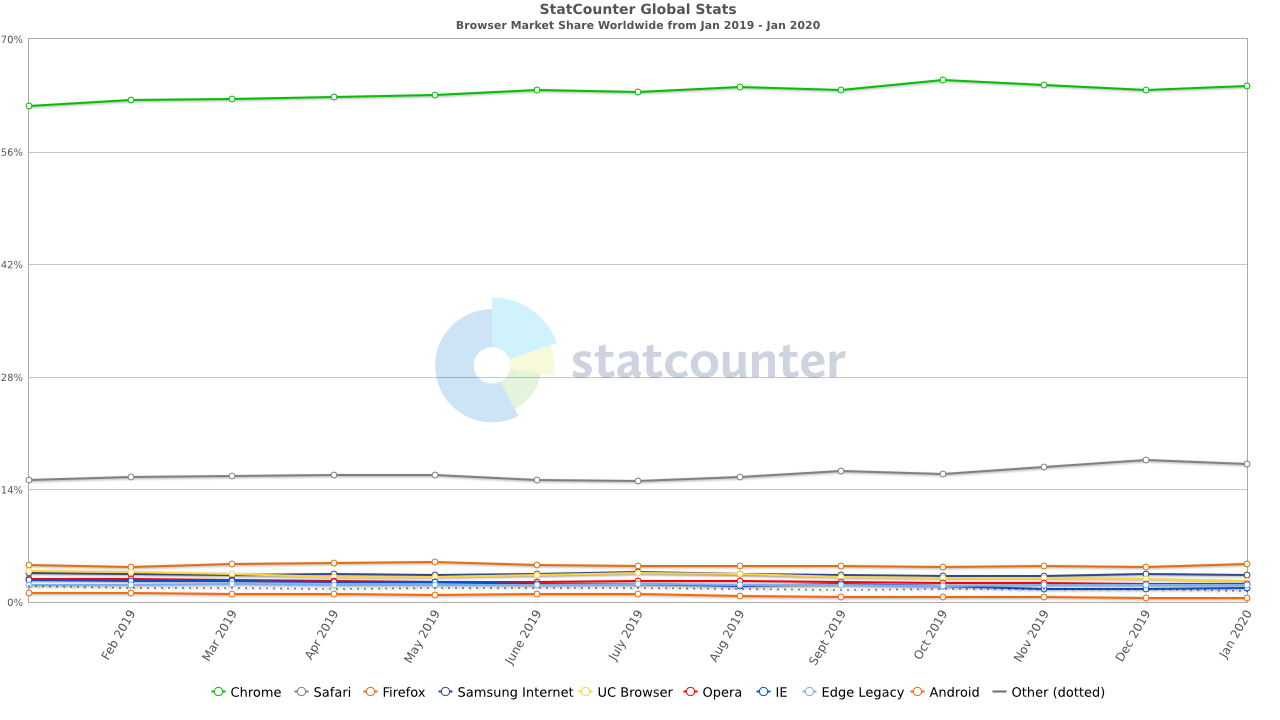 StatCounter Global Stats
Browser Market Share Worldwide from Jan 2019 - Jan 2020
70%
56%
42%
28%
14%
0%
statcounter
Feb 2019
Mar 2019
Apr 2019
May 2019
June 2019
July 2019
Aug 2019
Sept 2019
Oct 2019
Nov 2019
Dec 2019
Jan 2020
Chrome Safari Firefox Samsung Internet UC Browser Opera IE Edge Legacy Android Other (dotted)